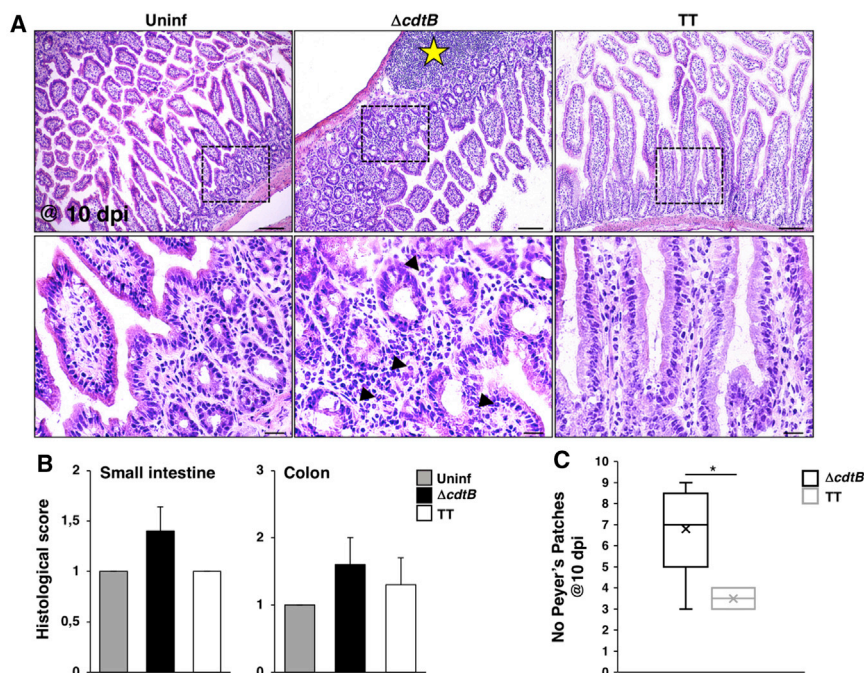 A
Uninf
ΔcdtB
TT
@ 10 dpi
B
Histological score
Small intestine
2
1,5
1
0,5
0
Colon
3
2
1
0
Uninf
ΔcdtB
TT
C
No Peyer's Patches
@10 dpi
10
9
8
7
6
5
4
3
2
1
0
*
ΔcdtB
TT